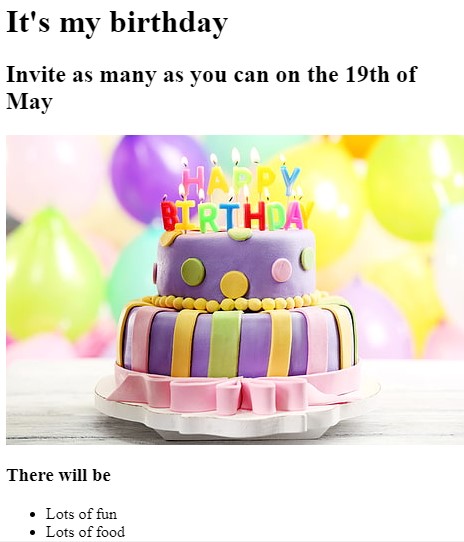 It's my birthday
Invite as many as you can on the 19th of
May
HAPPY
BIRTHDAY
There will be
Lots of fun
Lots of food